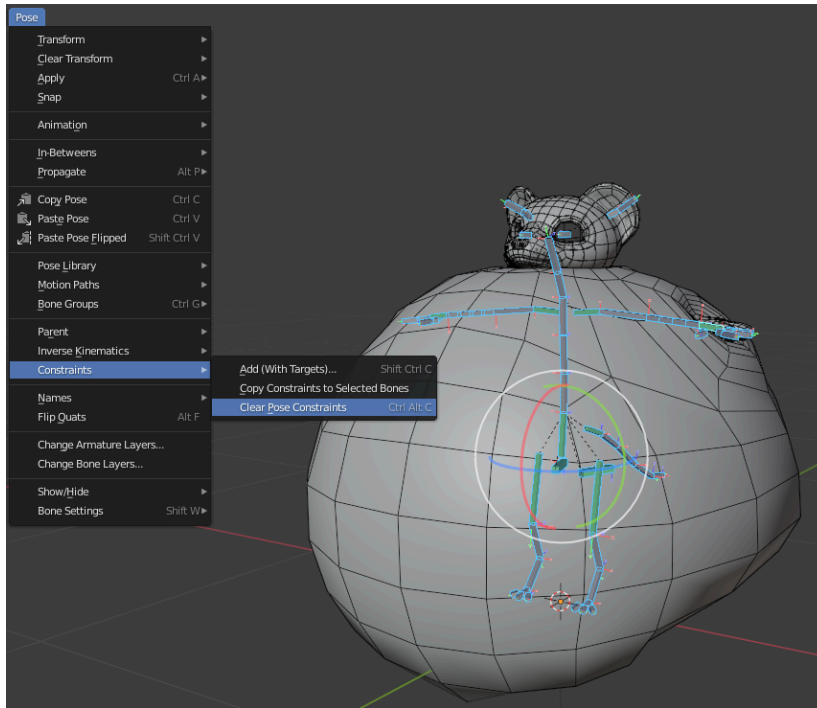 Pose
Transform
Clear Transform
Apply Ctrl A
Snap
Animation
In-Betweens
Propagate Alt P
Copy Pose Ctrl C
Paste Pose Ctrl V
Paste Pose Flipped Shift Ctrl V
Pose Library
Motion Paths
Bone Groups Ctrl G
Parent
Inverse Kinematics
Constraints
Add (With Targets)... Shift Ctrl C
Copy Constraints to Selected Bones
Clear Pose Constraints Ctrl Alt C
Names
Flip Quats Alt F
Change Armature Layers...
Change Bone Layers...
Show/Hide
Bone Settings Shift W